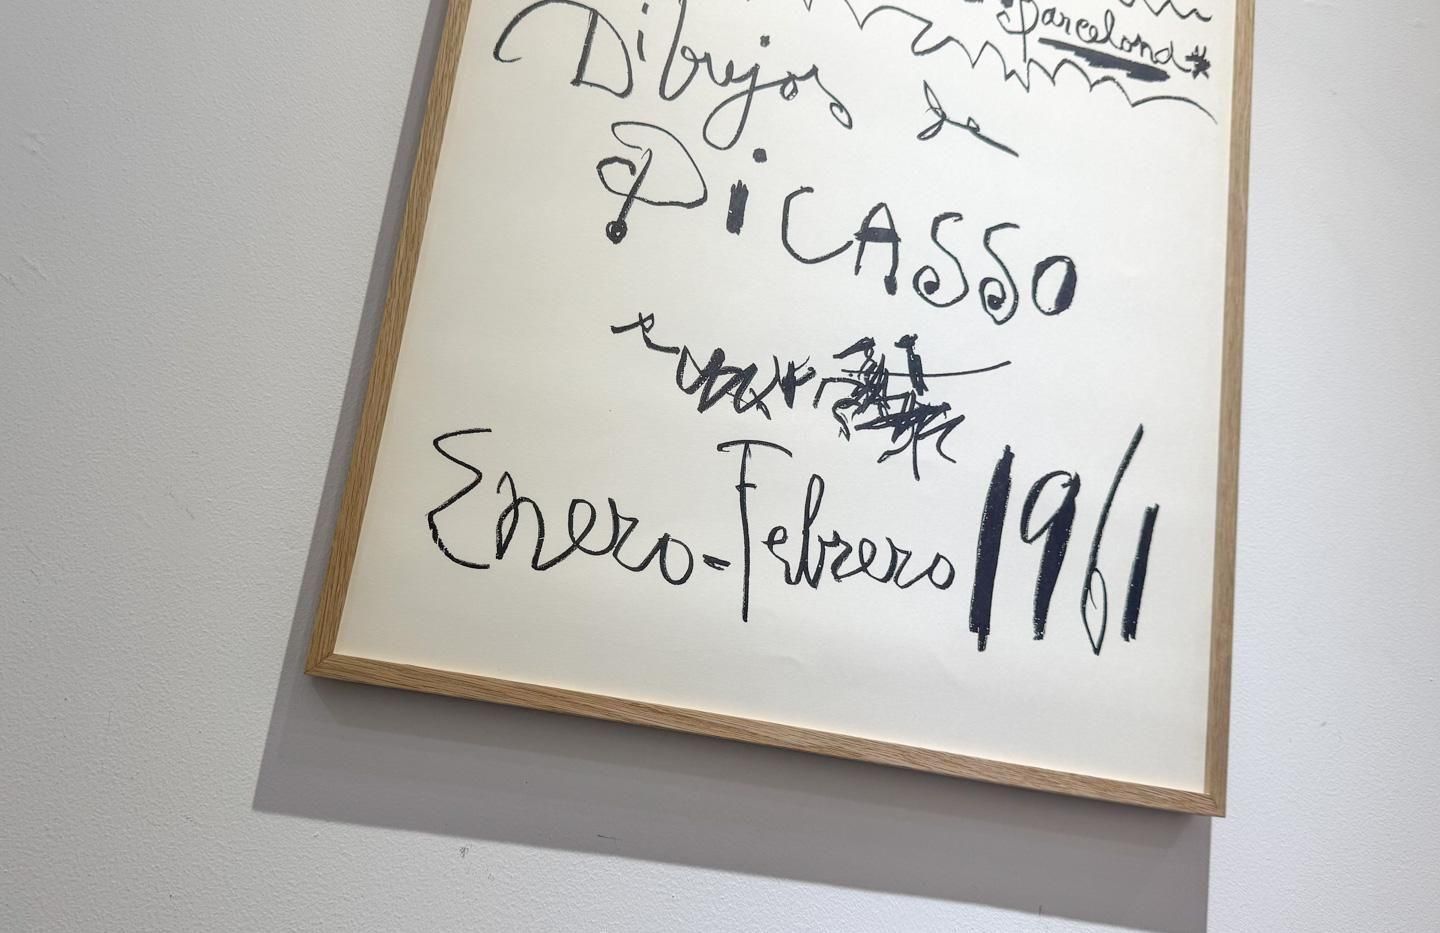 Barcelona
Dibujos de
PiCASSO
Enero-Febrero 1961